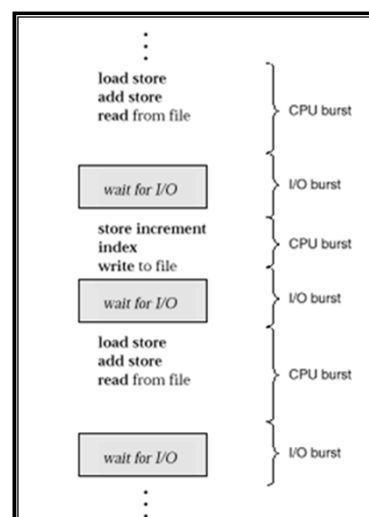 load store
add store
read from file
CPU burst
wait for I/O
I/O burst
store increment
index
write to file
CPU burst
wait for I/O
I/O burst
load store
add store
read from file
CPU burst
wait for I/O
I/O burst